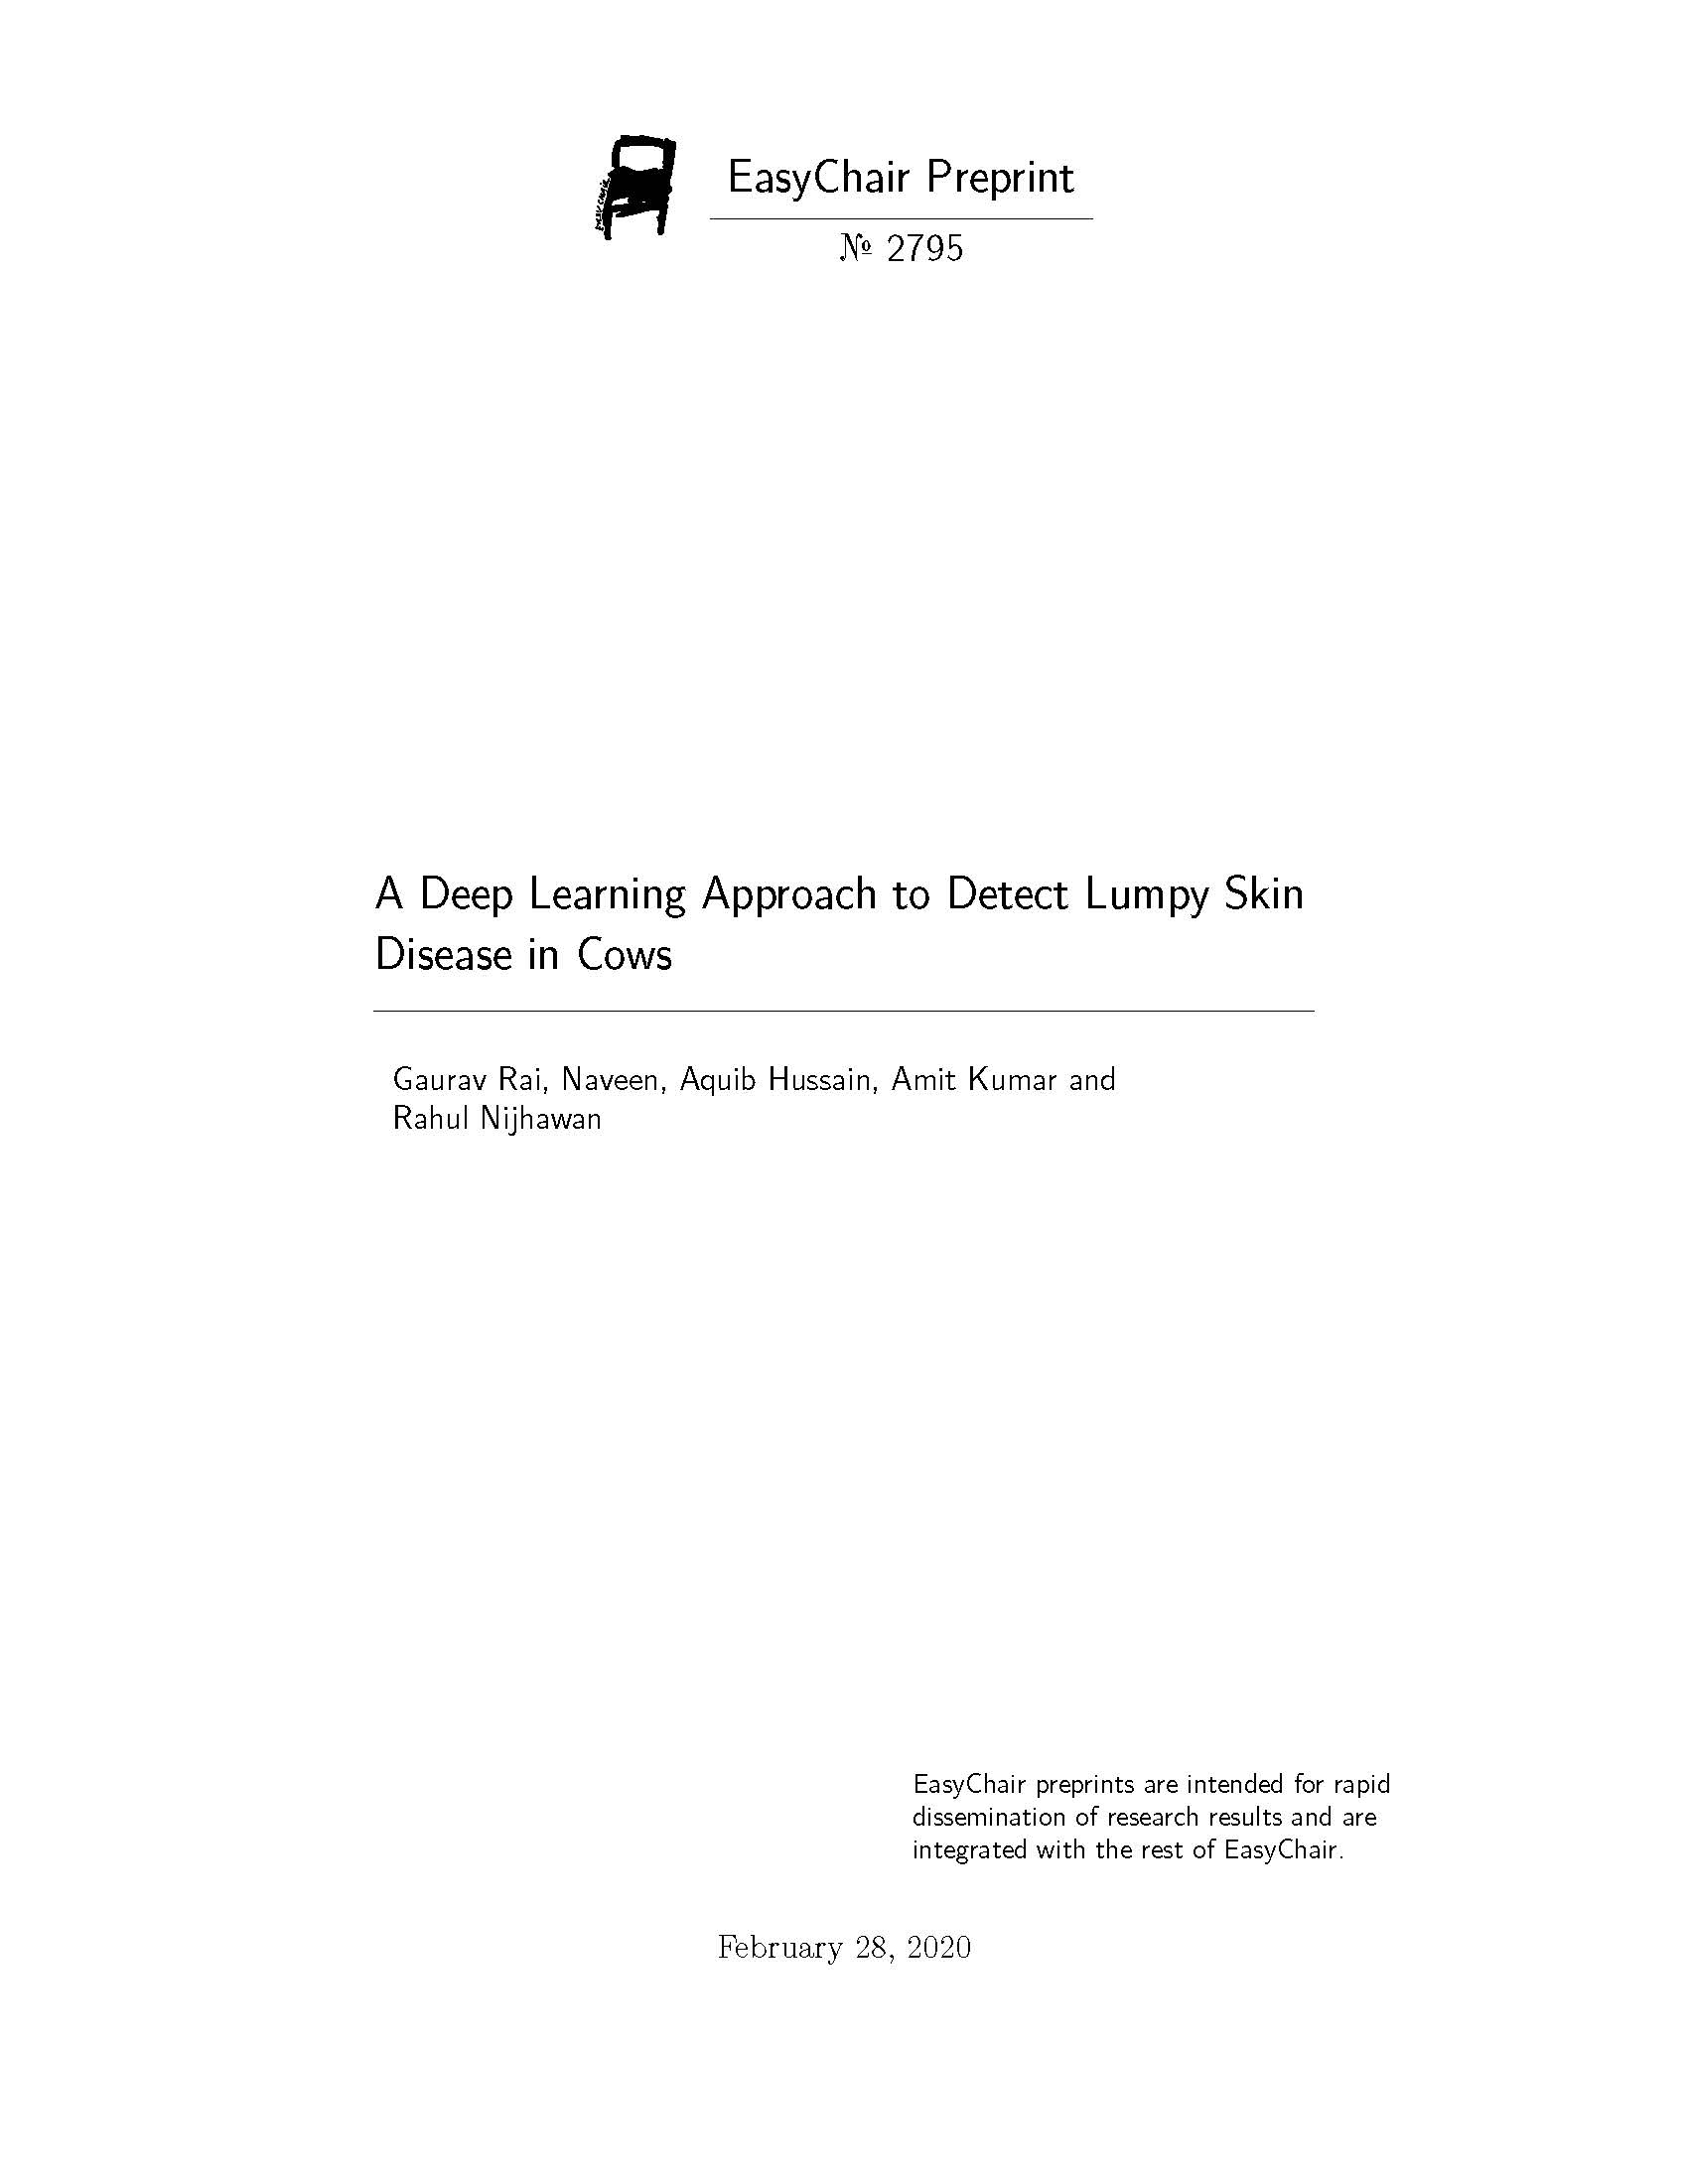 EasyChair Preprint
№ 2795
A Deep Learning Approach to Detect Lumpy Skin
Disease in Cows
Gaurav Rai, Naveen, Aquib Hussain, Amit Kumar and
Rahul Nijhawan
EasyChair preprints are intended for rapid
dissemination of research results and are
integrated with the rest of EasyChair.
February 28, 2020